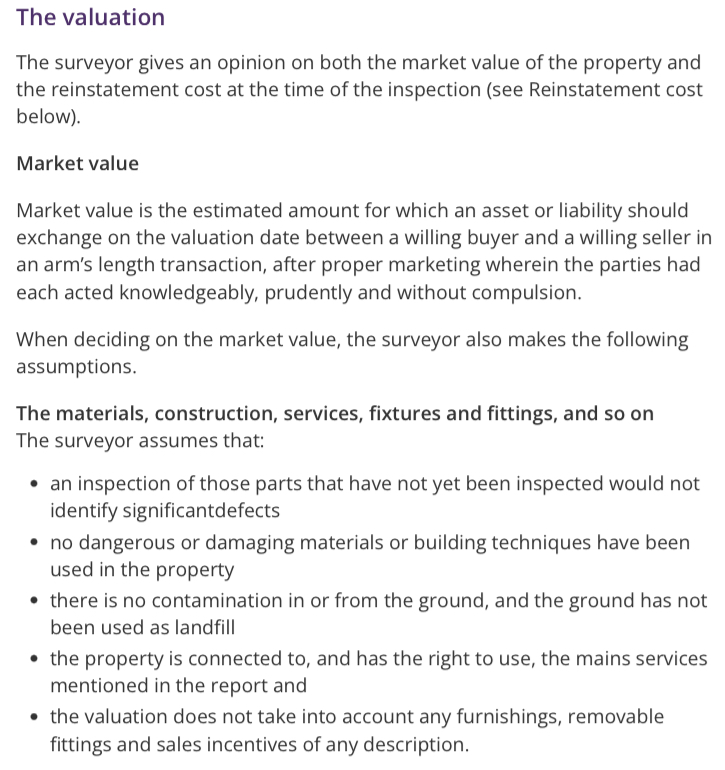 The valuation
The surveyor gives an opinion on both the market value of the property and
the reinstatement cost at the time of the inspection (see Reinstatement cost
below).
Market value
Market value is the estimated amount for which an asset or liability should
exchange on the valuation date between a willing buyer and a willing seller in
an arm’s length transaction, after proper marketing wherein the parties had
each acted knowledgeably, prudently and without compulsion.
When deciding on the market value, the surveyor also makes the following
assumptions.
The materials, construction, services, fixtures and fittings, and so on
The surveyor assumes that:
• an inspection of those parts that have not yet been inspected would not
identify significantdefects
• no dangerous or damaging materials or building techniques have been
used in the property
• there is no contamination in or from the ground, and the ground has not
been used as landfill
• the property is connected to, and has the right to use, the mains services
mentioned in the report and
• the valuation does not take into account any furnishings, removable
fittings and sales incentives of any description.